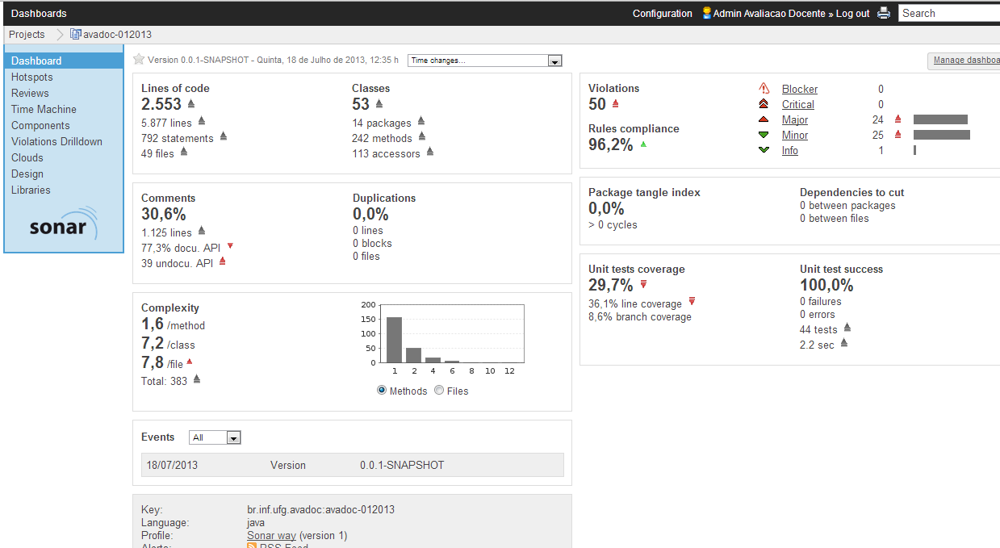 Dashboards
Configuration Admin Avaliacao Docente » Log out Search
Projects avadoc-012013
Dashboard
Hotspots
Reviews
Time Machine
Components
Violations Drilldown
Clouds
Design
Libraries
sonar
Version 0.0.1-SNAPSHOT - Quinta, 18 de Julho de 2013, 12:35 h Time changes...
Manage dashboa
Lines of code
2.553
5.877 lines
792 statements
49 files
Classes
53
14 packages
242 methods
113 accessors
Comments
30,6%
1.125 lines
77,3% docu. API
39 undocu. API
Duplications
0,0%
0 lines
0 blocks
0 files
Complexity
1,6 /method
7,2 /class
7,8 /file
Total: 383
200
150
100
50
0
1 2 4 6 8 10 12
Methods Files
Events All
18/07/2013 Version 0.0.1-SNAPSHOT
Key: br.inf.ufg.avadoc:avadoc-012013
Language: java
Profile: Sonar way (version 1)
Alerts: RSS Feed
Violations
50
Rules compliance
96,2%
Blocker 0
Critical 0
Major 24
Minor 25
Info 1
Package tangle index
0,0%
> 0 cycles
Dependencies to cut
0 between packages
0 between files
Unit tests coverage
29,7%
36,1% line coverage
8,6% branch coverage
Unit test success
100,0%
0 failures
0 errors
44 tests
2.2 sec